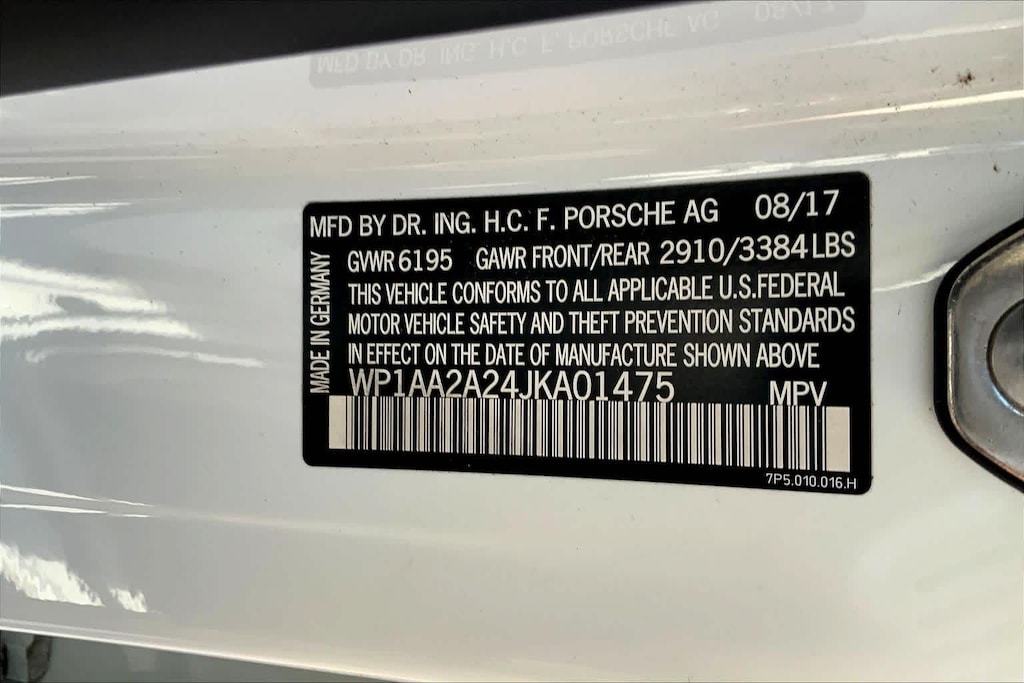 MFD BY DR. ING. H.C. F. PORSCHE AG 08/17
GVWR 6195 GAWR FRONT/REAR 2910/3384 LBS
THIS VEHICLE CONFORMS TO ALL APPLICABLE U.S.FEDERAL
MOTOR VEHICLE SAFETY AND THEFT PREVENTION STANDARDS
IN EFFECT ON THE DATE OF MANUFACTURE SHOWN ABOVE
WP1AA2A24JKA01475 MPV
7P5.010.016.H
MADE IN GERMANY